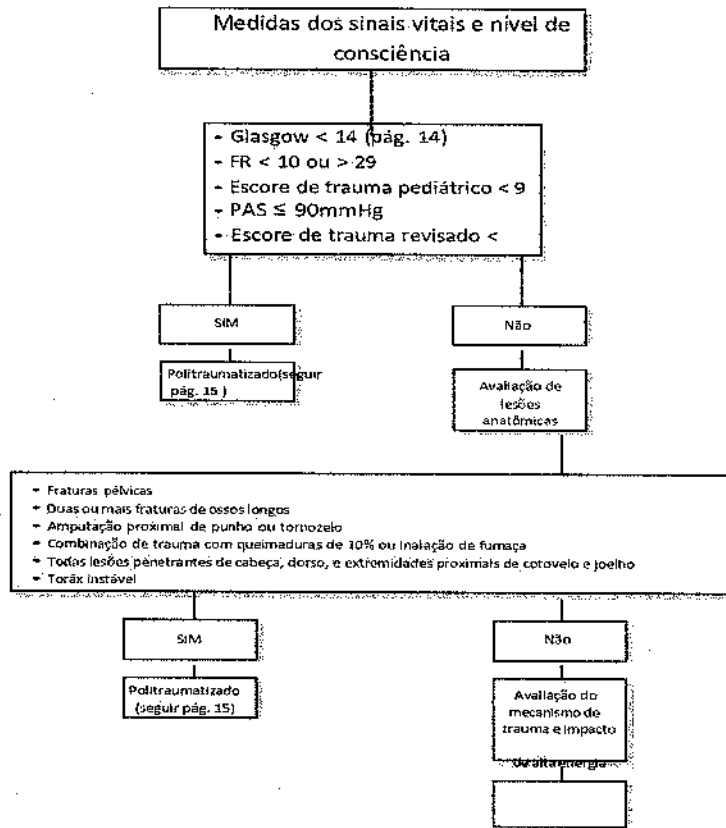 Medidas dos sinais vitais e nível de
consciência
- Glasgow < 14 (pág. 14)
- FR < 10 ou > 29
- Escore de trauma pediátrico < 9
- PAS ≤ 90mmHg
- Escore de trauma revisado <
SIM
Não
Politraumatizado(seguir
pág. 15 )
Avaliação de
lesões
anatômicas
- Fraturas pélvicas
- Duas ou mais fraturas de ossos longos
- Amputação proximal de punho ou tornozelo
- Combinação de trauma com queimaduras de 10% ou inalação de fumaça
- Todas lesões penetrantes de cabeça, dorso, e extremidades proximais de cotovelo e joelho
- Toráx instável
SIM
Não
Politraumatizado
(seguir pág. 15)
Avaliação do
mecanismo de
trauma e impacto
de alta energia